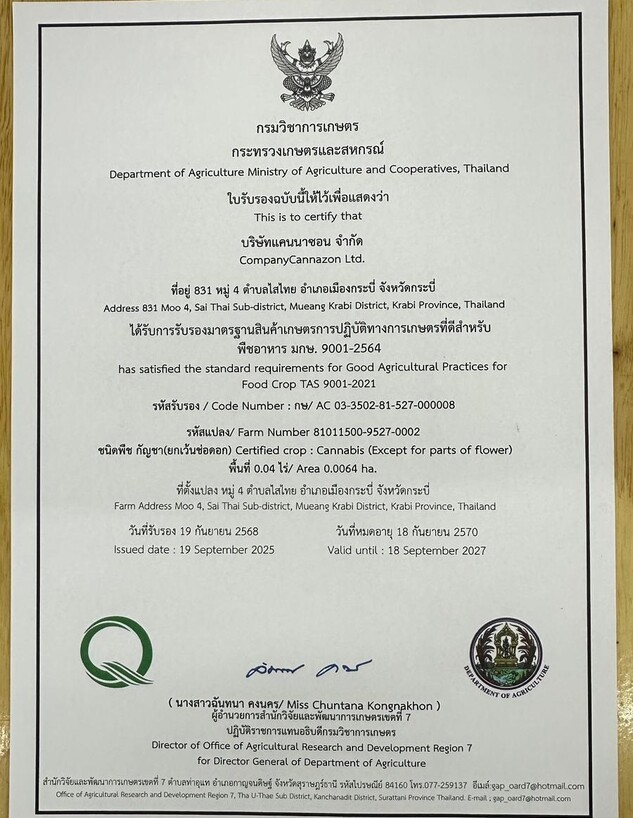 กรมวิชาการเกษตร
กระทรวงเกษตรและสหกรณ์
Department of Agriculture Ministry of Agriculture and Cooperatives, Thailand
ใบรับรองฉบับนี้ให้ไว้เพื่อแสดงว่า
This is to certify that
บริษัทแคนนาซอน จำกัด
CompanyCannazon Ltd.
ที่อยู่ 831 หมู่ 4 ตำบลไสไทย อำเภอเมืองกระบี่ จังหวัดกระบี่
Address 831 Moo 4, Sai Thai Sub-district, Mueang Krabi District, Krabi Province, Thailand
ได้รับการรับรองมาตรฐานสินค้าเกษตรการปฏิบัติทางการเกษตรที่ดีสำหรับ
พืชอาหาร มกษ. 9001-2564
has satisfied the standard requirements for Good Agricultural Practices for
Food Crop TAS 9001-2021
รหัสรับรอง / Code Number : กษ/ AC 03-3502-81-527-000008
รหัสแปลง/ Farm Number 81011500-9527-0002
ชนิดพืช กัญชา(ยกเว้นช่อดอก) Certified crop : Cannabis (Except for parts of flower)
พื้นที่ 0.04 ไร่/ Area 0.0064 ha.
ที่ตั้งแปลง หมู่ 4 ตำบลไสไทย อำเภอเมืองกระบี่ จังหวัดกระบี่
Farm Address Moo 4, Sai Thai Sub-district, Mueang Krabi District, Krabi Province, Thailand
วันที่รับรอง 19 กันยายน 2568 วันที่หมดอายุ 18 กันยายน 2570
Issued date : 19 September 2025 Valid until : 18 September 2027
DEPARTMENT OF AGRICULTURE
( นางสาวฉันทนา คงนคร/ Miss Chuntana Kongnakhon )
ผู้อำนวยการสำนักวิจัยและพัฒนาการเกษตรเขตที่ 7
ปฏิบัติราชการแทนอธิบดีกรมวิชาการเกษตร
Director of Office of Agricultural Research and Development Region 7
for Director General of Department of Agriculture
สำนักวิจัยและพัฒนาการเกษตรเขตที่ 7 ตำบลท่าอุแท อำเภอกาญจนดิษฐ์ จังหวัดสุราษฎร์ธานี รหัสไปรษณีย์ 84160 โทร.077-259137 อีเมล์:gap_oard7@hotmail.com
Office of Agricultural Research and Development Region 7, Tha U-Thae Sub District, Kanchanadit District, Surattani Province Thailand. E-mail ; gap_oard7@hotmail.com